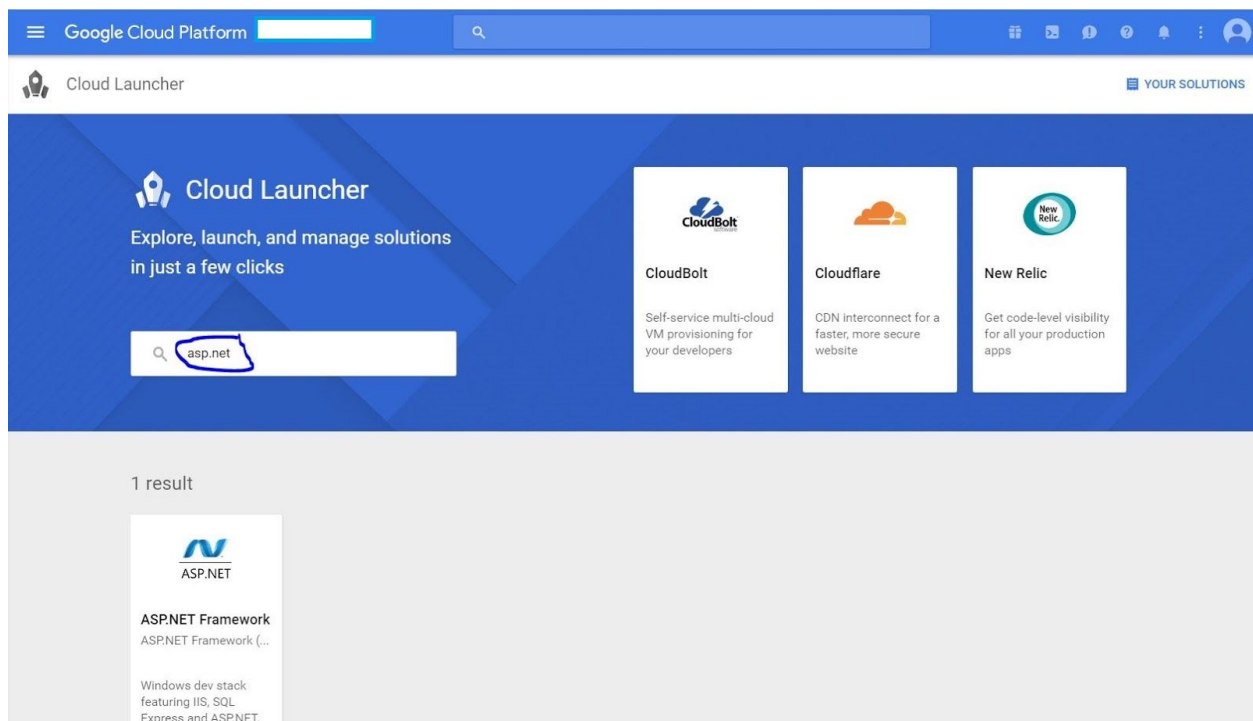 Google Cloud Platform
Cloud Launcher
YOUR SOLUTIONS
Cloud Launcher
Explore, launch, and manage solutions
in just a few clicks
asp.net
CloudBolt
software
CloudBolt
Self-service multi-cloud
VM provisioning for
your developers
Cloudflare
CDN interconnect for a
faster, more secure
website
New
Relic.
New Relic
Get code-level visibility
for all your production
apps
1 result
ASP.NET
ASP.NET Framework
ASP.NET Framework (...
Windows dev stack
featuring IIS, SQL
Express and ASP.NET.